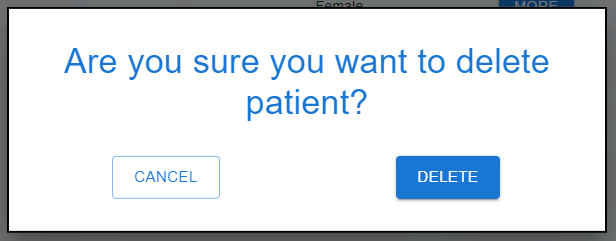 Female
MORE
Are you sure you want to delete
patient?
CANCEL
DELETE